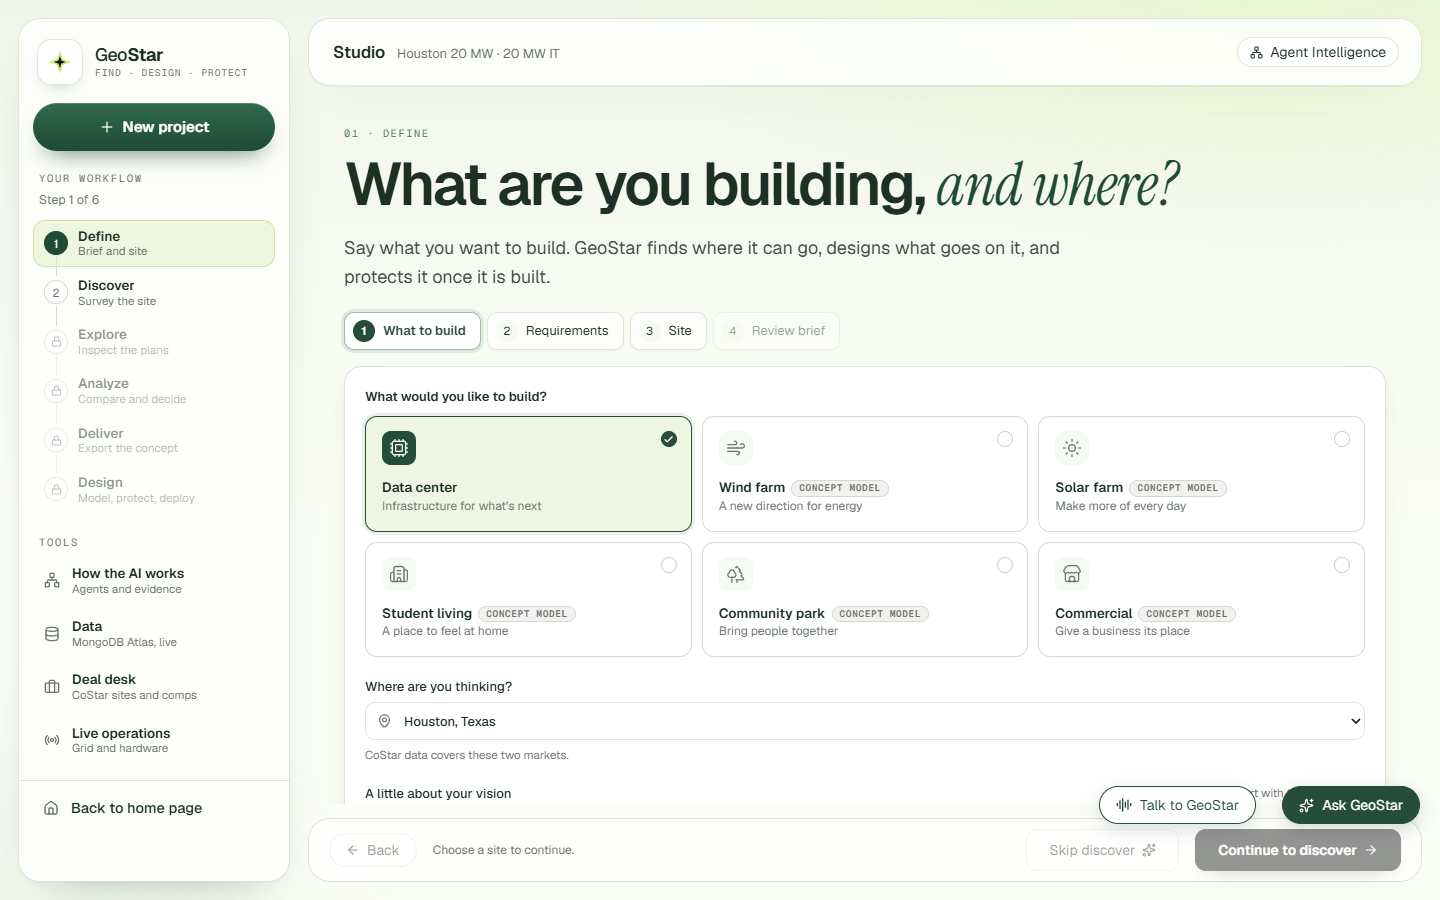 GeoStar
FIND · DESIGN · PROTECT
New project
YOUR WORKFLOW
Step 1 of 6
1
Define
Brief and site
2
Discover
Survey the site
Explore
Inspect the plans
Analyze
Compare and decide
Deliver
Export the concept
Design
Model, protect, deploy
TOOLS
How the AI works
Agents and evidence
Data
MongoDB Atlas, live
Deal desk
CoStar sites and comps
Live operations
Grid and hardware
Back to home page
Studio Houston 20 MW · 20 MW IT
Agent Intelligence
01 · DEFINE
What are you building, and where?
Say what you want to build. GeoStar finds where it can go, designs what goes on it, and
protects it once it is built.
1 What to build
2 Requirements
3 Site
4 Review brief
What would you like to build?
Data center
Infrastructure for what's next
Wind farm CONCEPT MODEL
A new direction for energy
Solar farm CONCEPT MODEL
Make more of every day
Student living CONCEPT MODEL
A place to feel at home
Community park CONCEPT MODEL
Bring people together
Commercial CONCEPT MODEL
Give a business its place
Where are you thinking?
Houston, Texas
CoStar data covers these two markets.
A little about your vision
with
Talk to GeoStar
Ask GeoStar
Back
Choose a site to continue.
Skip discover
Continue to discover